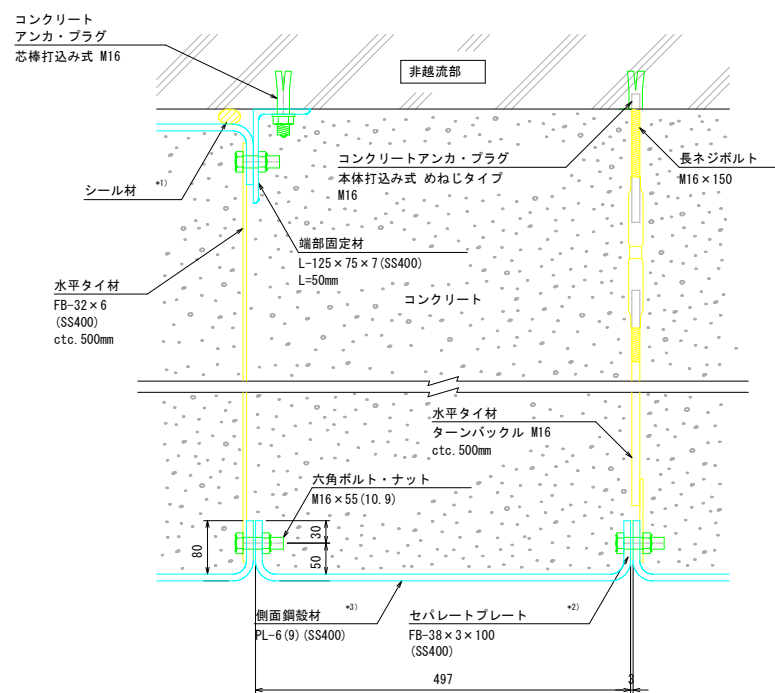 コンクリート
アンカ・プラグ
芯棒打込み式 M16
非越流部
コンクリートアンカ・プラグ
本体打込み式 めねじタイプ
M16
長ネジボルト
M16×150
シール材 *1)
端部固定材
L-125×75×7(SS400)
L=50mm
水平タイ材
FB-32×6
(SS400)
ctc.500mm
コンクリート
水平タイ材
ターンバックル M16
ctc.500mm
六角ボルト・ナット
M16×55(10.9)
80
30
50
側面鋼殻材 *3)
PL-6(9)(SS400)
セパレートプレート *2)
FB-38×3×100
(SS400)
497
3